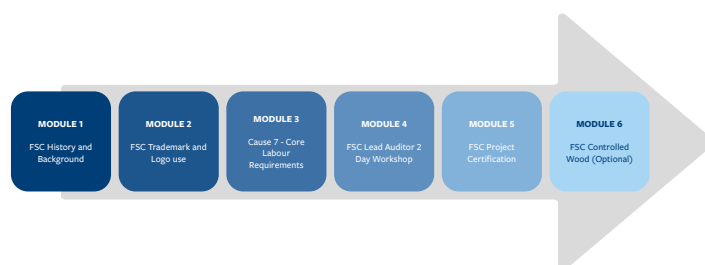 MODULE 1
FSC History and
Background
MODULE 2
FSC Trademark and
Logo use
MODULE 3
Cause 7 - Core
Labour
Requirements
MODULE 4
FSC Lead Auditor 2
Day Workshop
MODULE 5
FSC Project
Certification
MODULE 6
FSC Controlled
Wood (Optional)